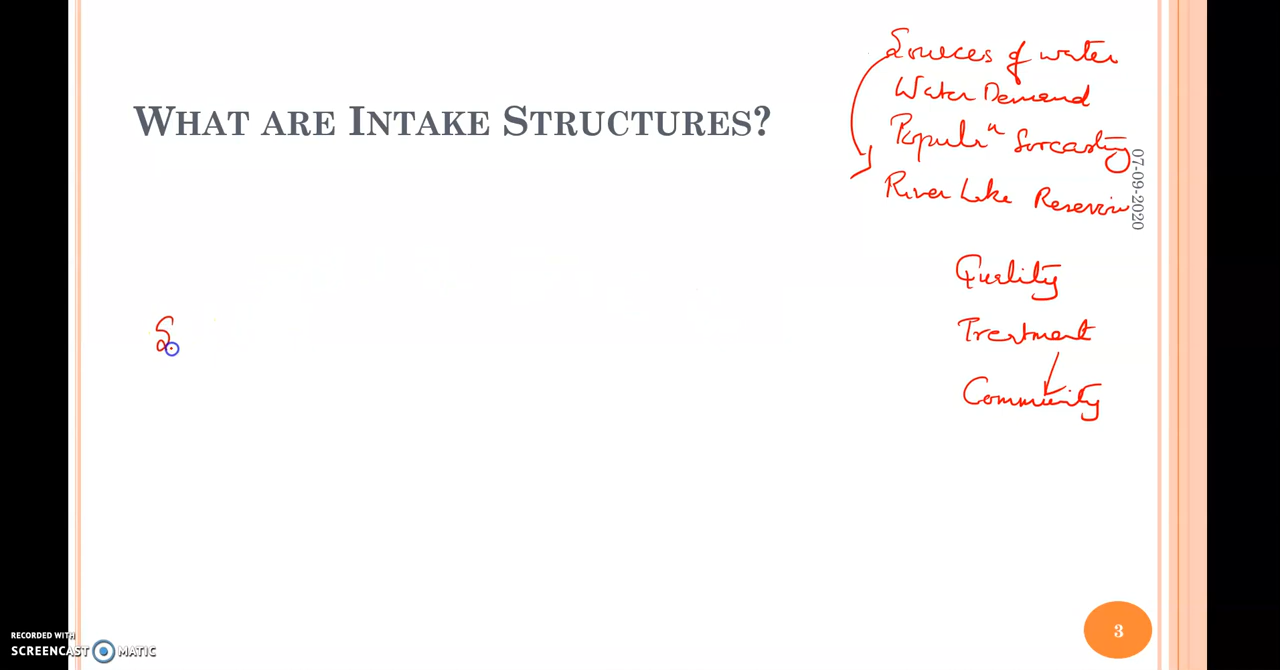 WHAT ARE INTAKE STRUCTURES?
Sources of water
Water Demand
Populⁿ forcasting
River Lake Reservoir
Quality
Treatment
Community
S
07-09-2020
3
RECORDED WITH
SCREENCAST MATIC